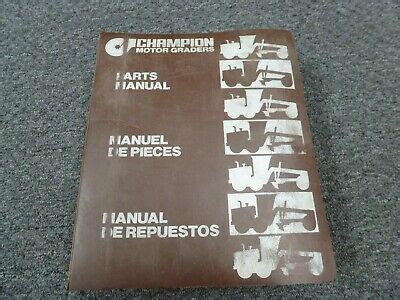 CHAMPION
MOTOR GRADERS
PARTS
MANUAL
MANUEL
DE PIECES
MANUAL
DE REPUESTOS